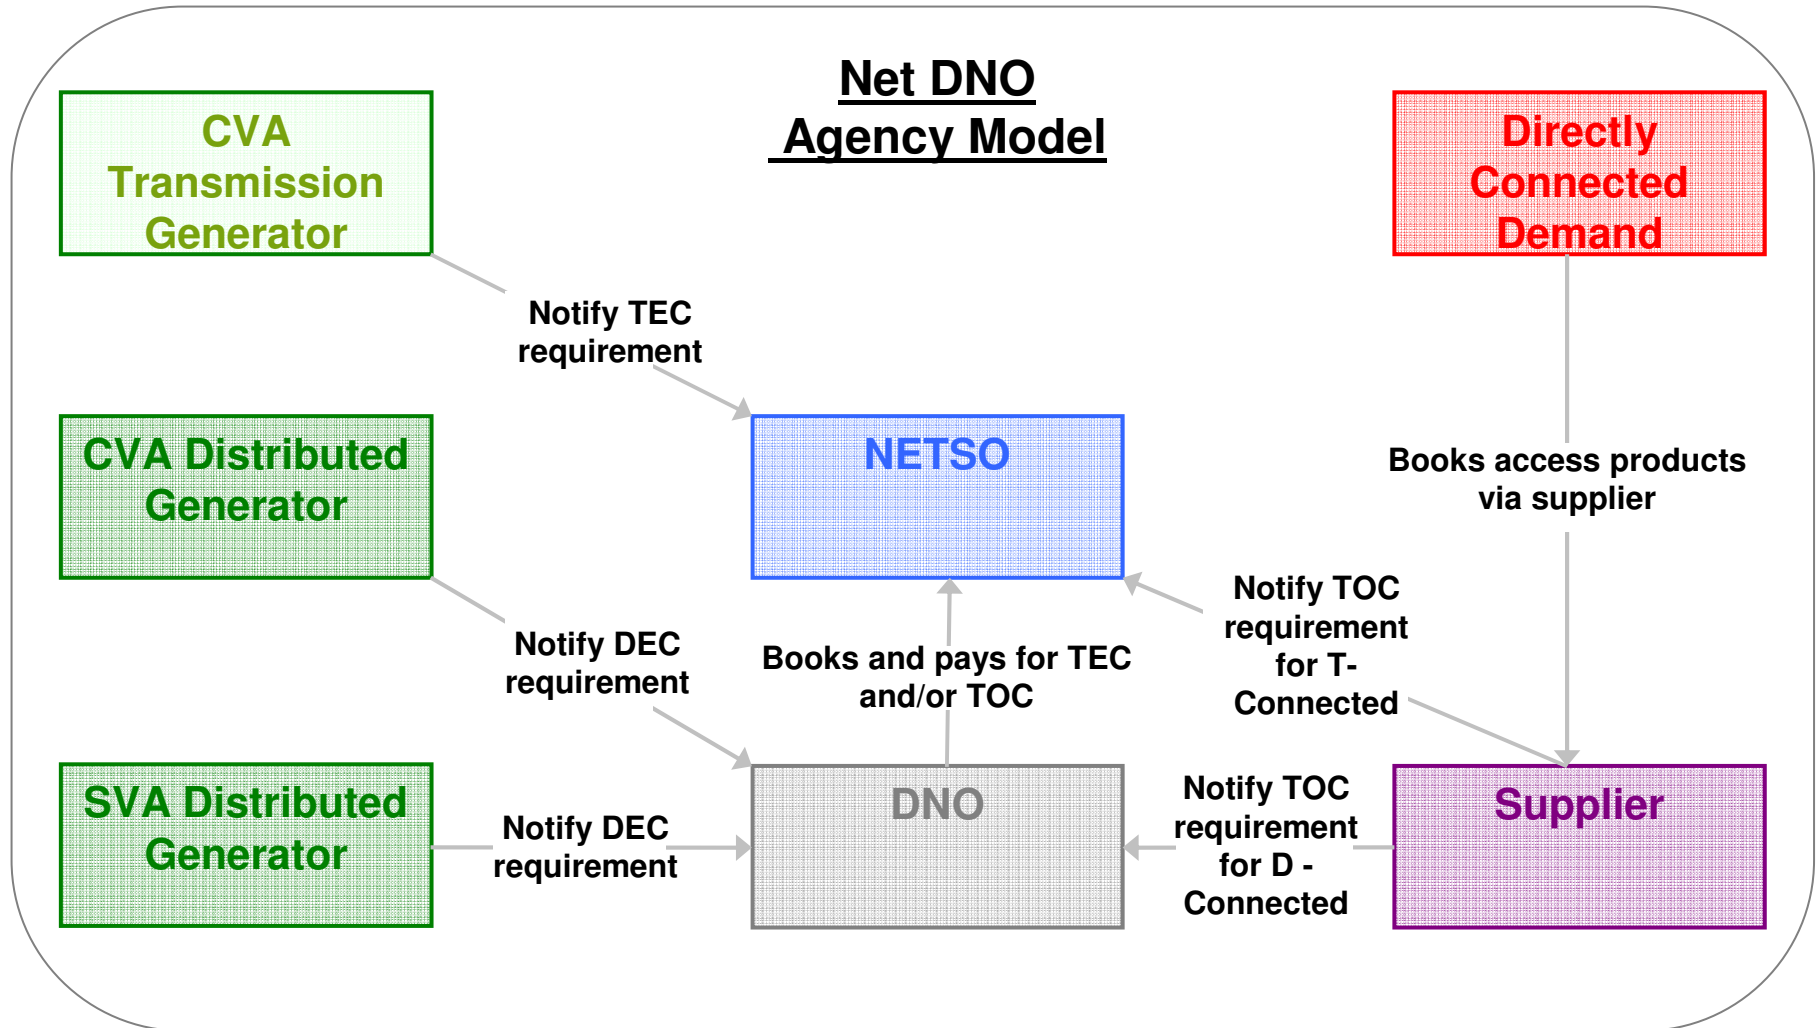 Net DNO
Agency Model
CVA
Transmission
Generator
Directly
Connected
Demand
Notify TEC
requirement
CVA Distributed
Generator
NETSO
Books access products
via supplier
Notify TOC
requirement
for T-
Connected
Notify DEC
requirement
Books and pays for TEC
and/or TOC
SVA Distributed
Generator
Notify DEC
requirement
DNO
Notify TOC
requirement
for D -
Connected
Supplier